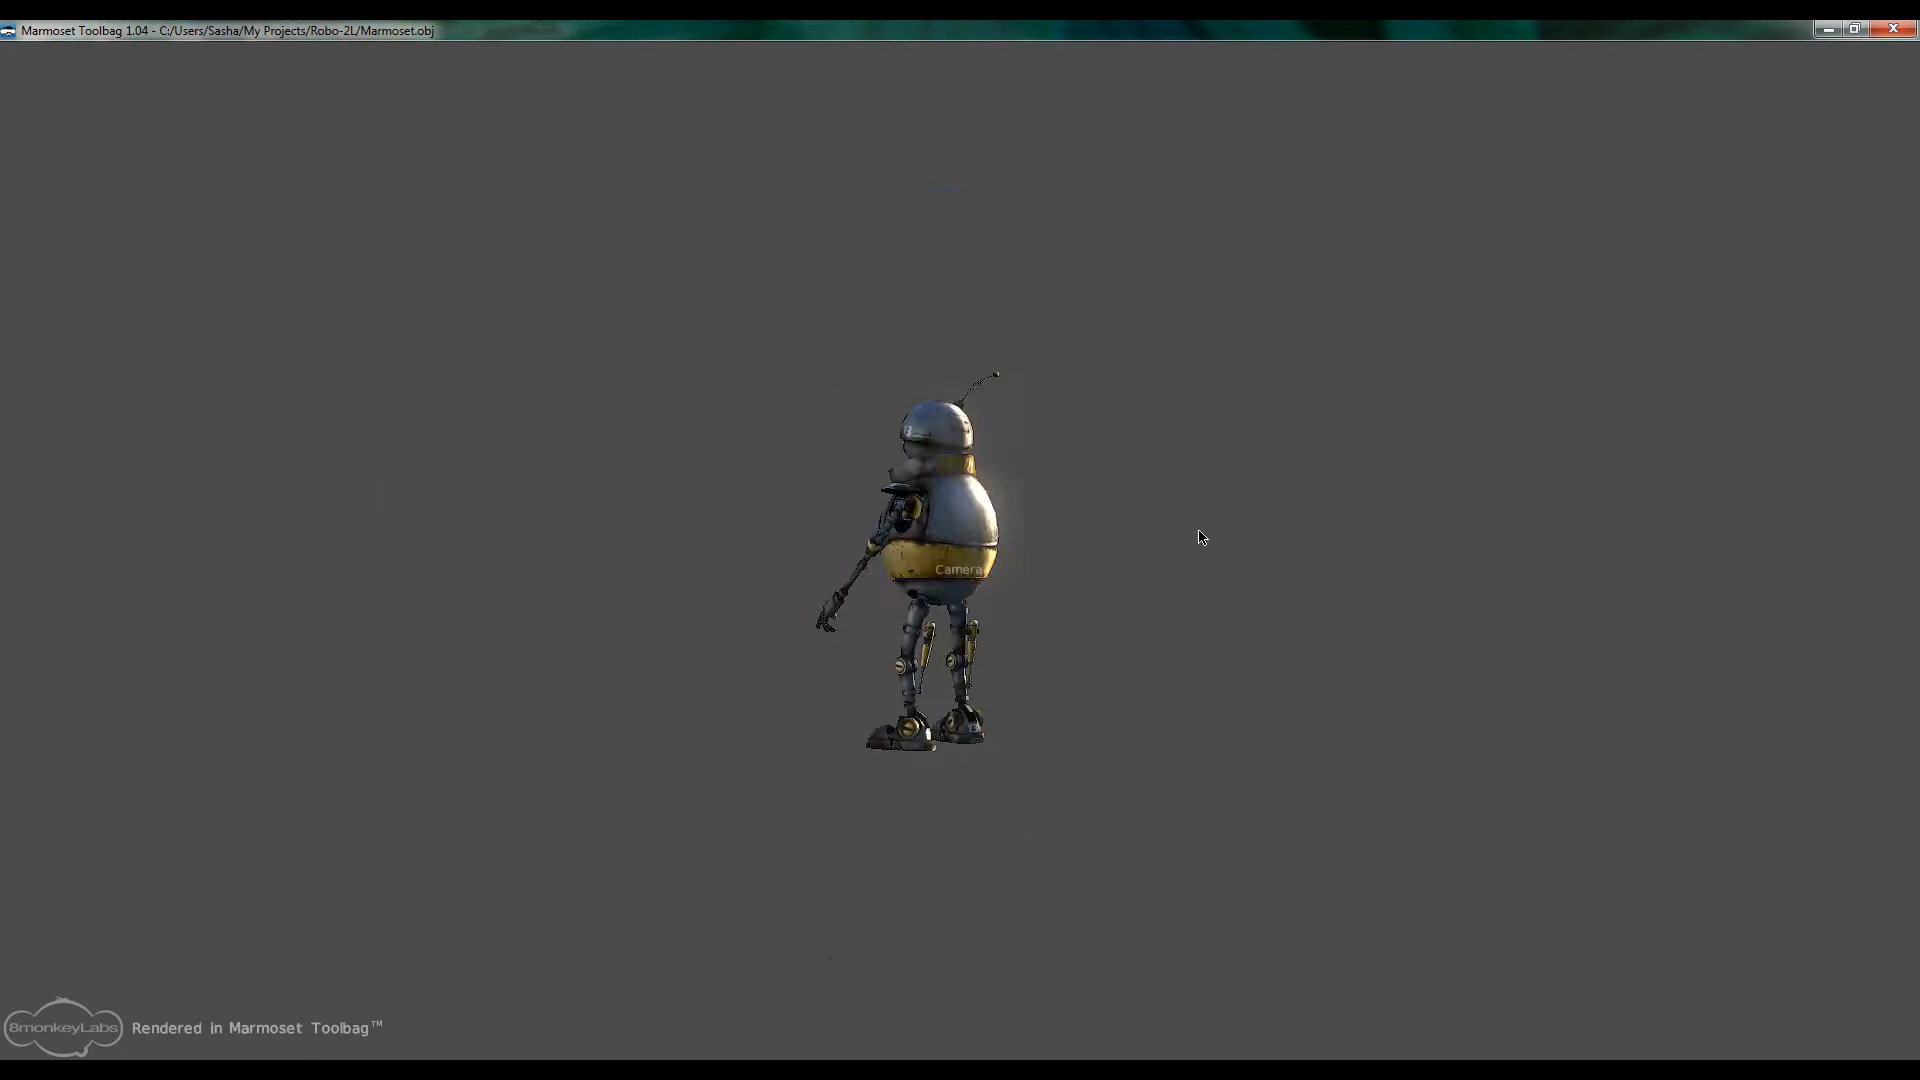 Marmoset Toolbag 1.04 - C:/Users/Sasha/My Projects/Robo-2L/Marmoset.obj
Camera
8monkeyLabs
Rendered in Marmoset Toolbag™